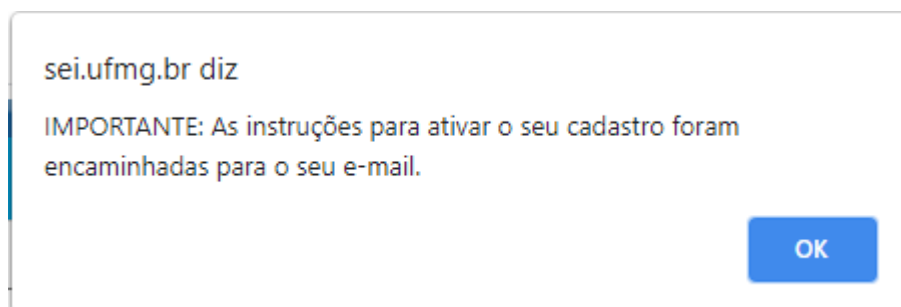 sei.ufmg.br diz
IMPORTANTE: As instruções para ativar o seu cadastro foram
encaminhadas para o seu e-mail.
OK